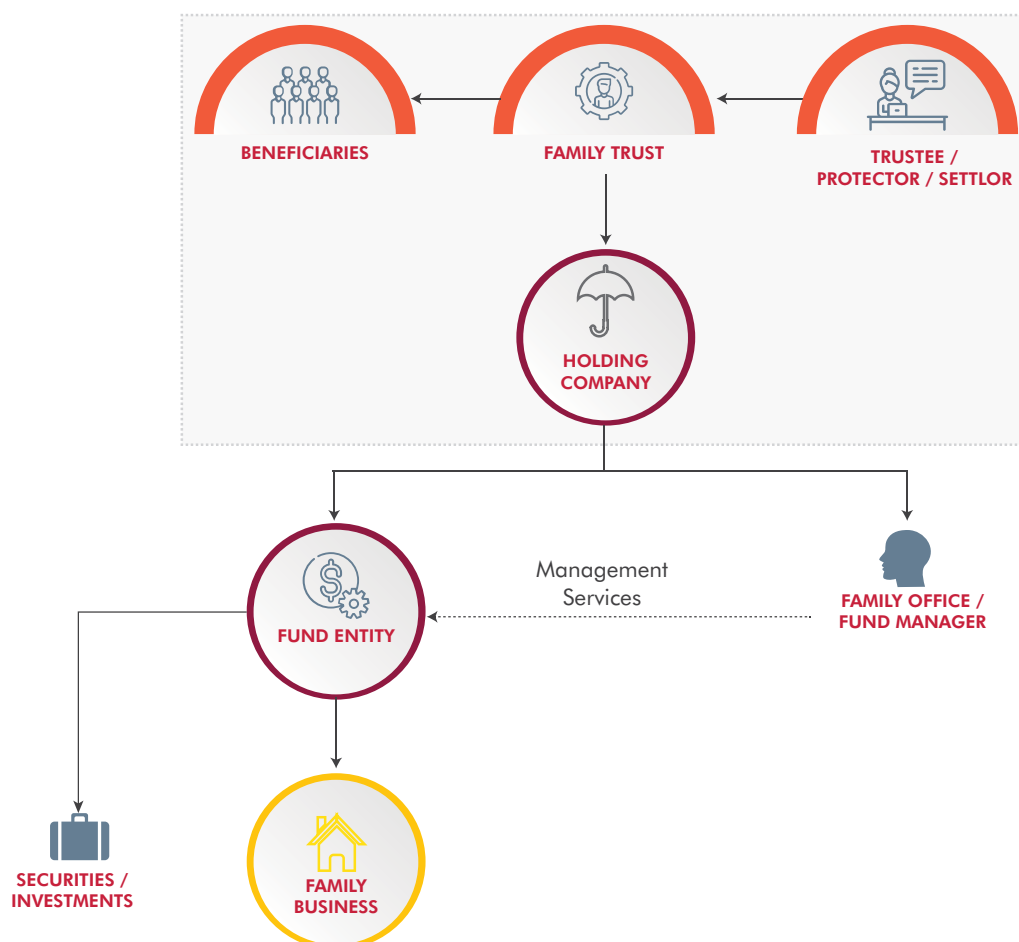 BENEFICIARIES
FAMILY TRUST
TRUSTEE /
PROTECTOR / SETTLOR
HOLDING
COMPANY
Management
Services
FUND ENTITY
FAMILY OFFICE /
FUND MANAGER
SECURITIES /
INVESTMENTS
FAMILY
BUSINESS